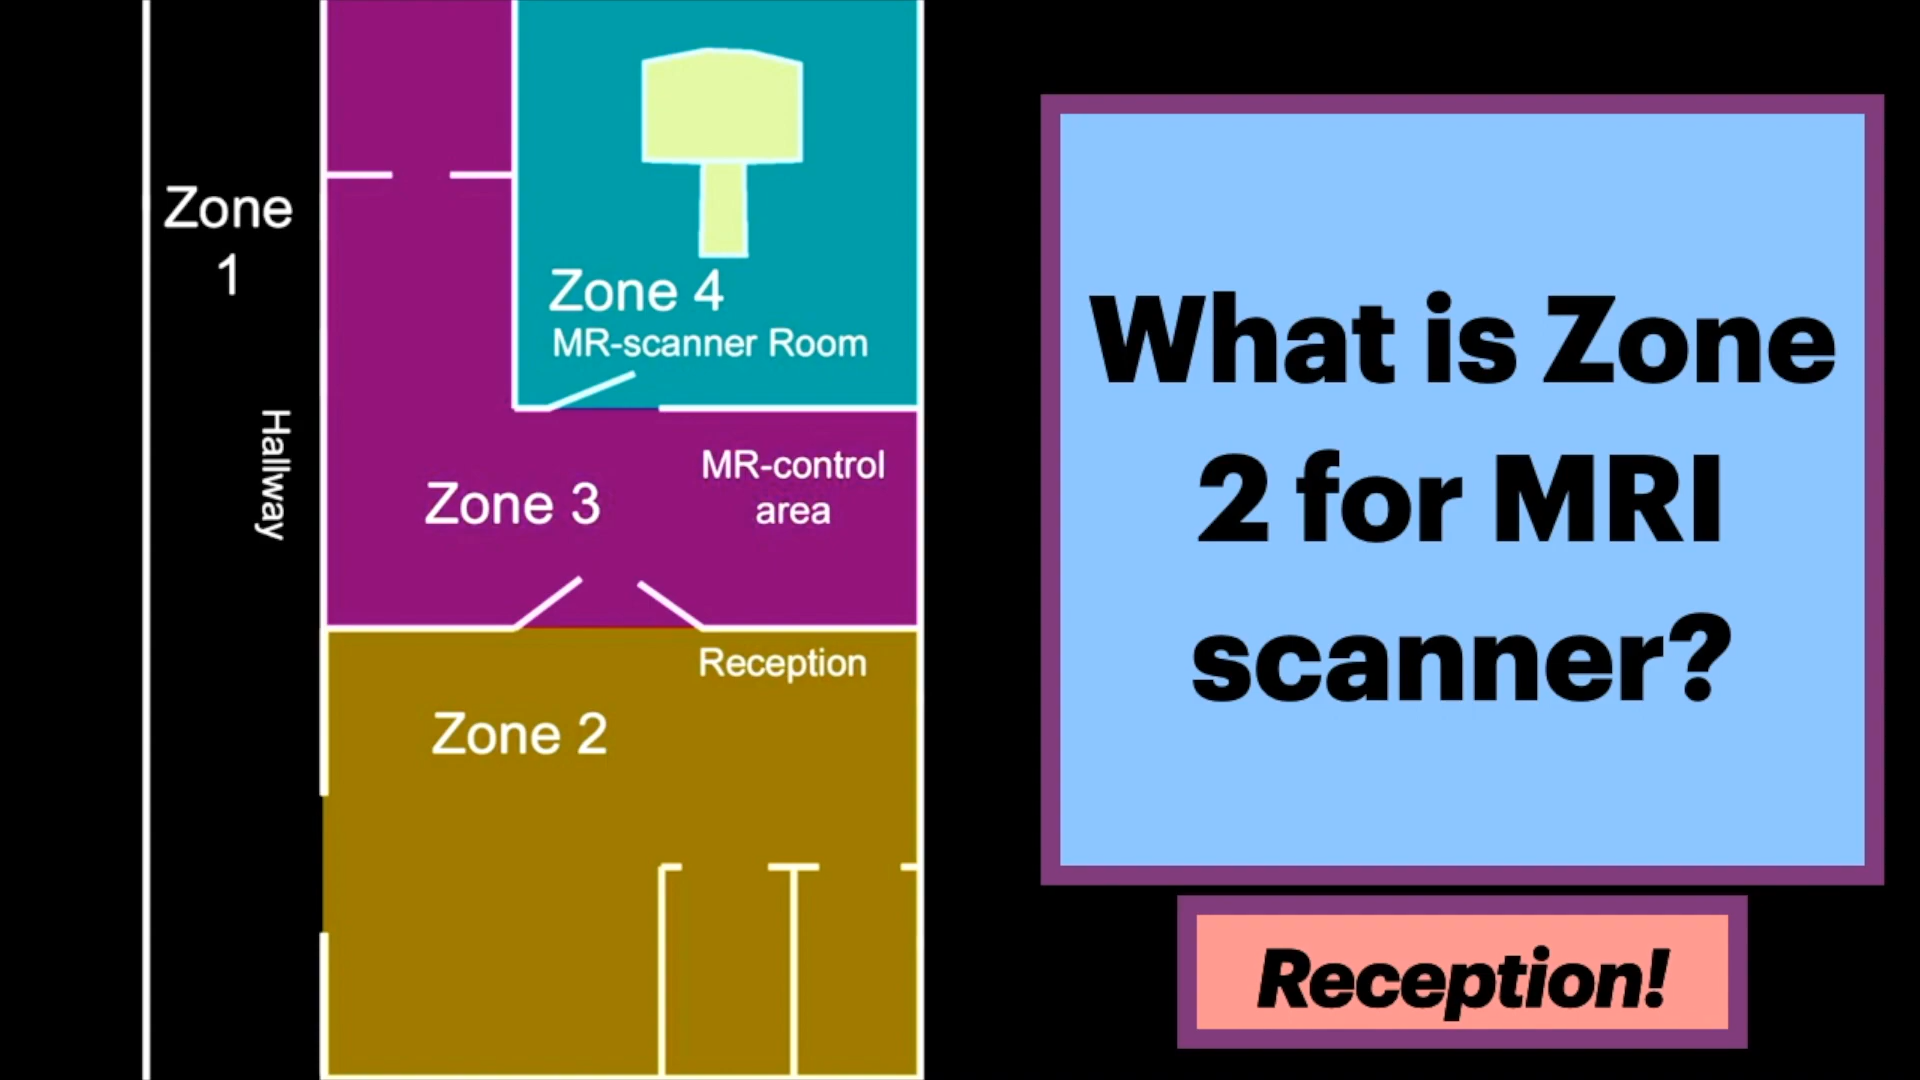 Zone
1
Hallway
Zone 4
MR-scanner Room
MR-control
area
Zone 3
Reception
Zone 2
What is Zone
2 for MRI
scanner?
Reception!